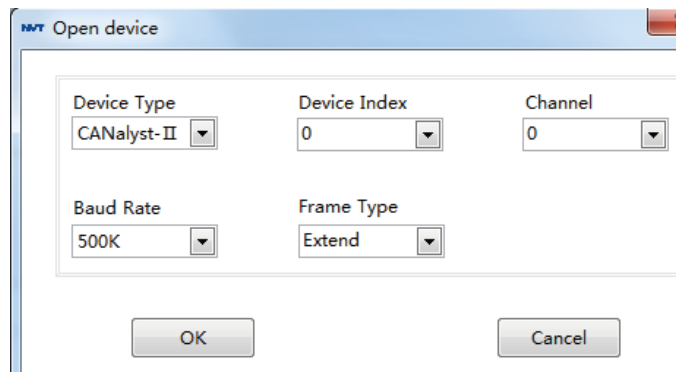 NVT Open device
Device Type Device Index Channel
CANalyst-II 0 0
Baud Rate Frame Type
500K Extend
OK Cancel